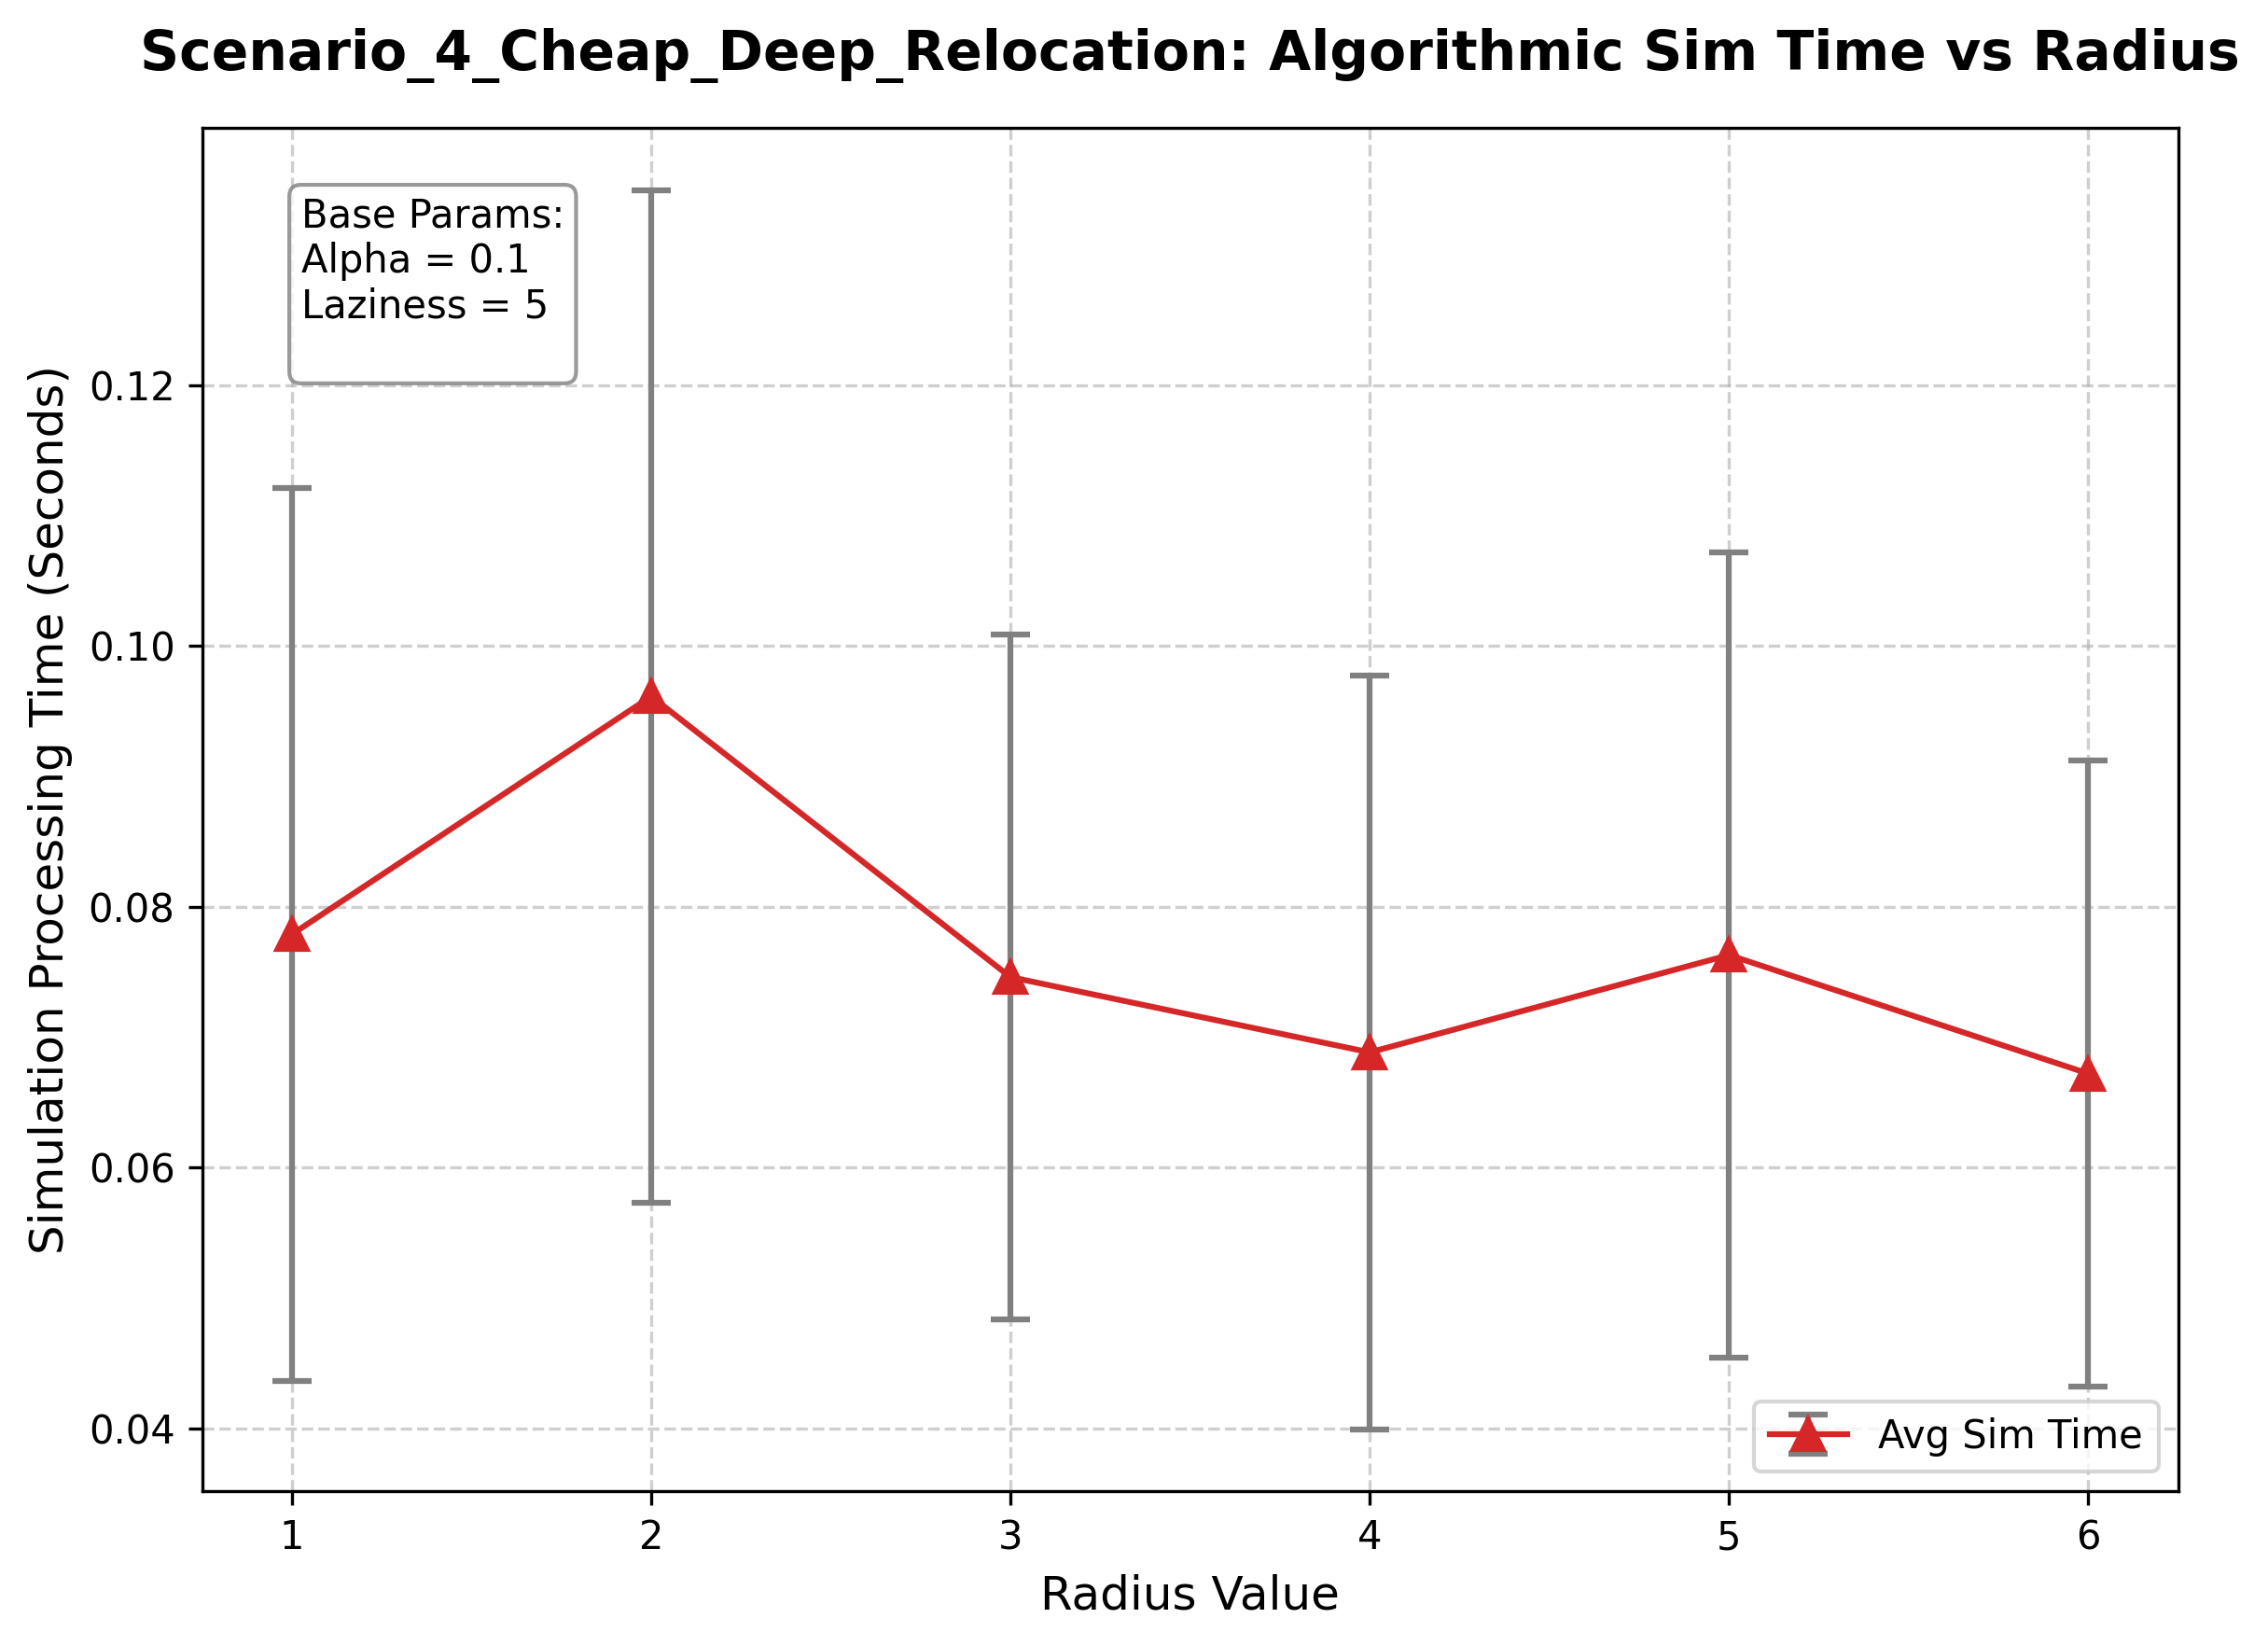 Scenario_4_Cheap_Deep_Relocation: Algorithmic Sim Time vs Radius
Base Params:
Alpha = 0.1
Laziness = 5
Simulation Processing Time (Seconds)
0.12
0.10
0.08
0.06
0.04
Avg Sim Time
1 2 3 4 5 6
Radius Value